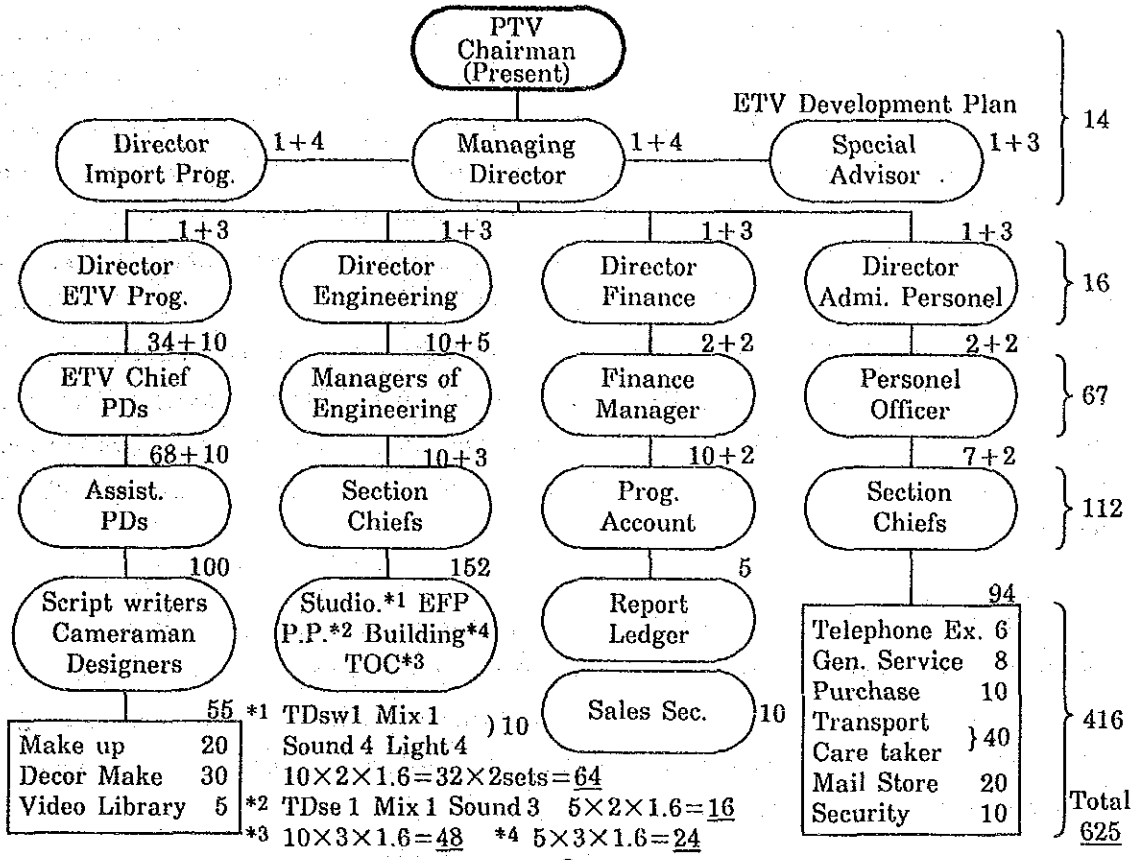 PTV
Chairman
(Present)
ETV Development Plan
14
Director
Import Prog.
1+4
Managing
Director
1+4
Special
Advisor
1+3
1+3
1+3
1+3
1+3
Director
ETV Prog.
Director
Engineering
Director
Finance
Director
Admi. Personel
16
34+10
10+5
2+2
2+2
ETV Chief
PDs
Managers of
Engineering
Finance
Manager
Personel
Officer
67
68+10
10+3
10+2
7+2
Assist.
PDs
Section
Chiefs
Prog.
Account
Section
Chiefs
112
100
152
5
94
Script writers
Cameraman
Designers
Studio.*1 EFP
P.P.*2 Building*4
TOC*3
Report
Ledger
Sales Sec.
10
Telephone Ex. 6
Gen. Service 8
Purchase 10
Transport
Care taker
}40
Mail Store 20
Security 10
416
55
Make up 20
Decor Make 30
Video Library 5
*1 TDsw1 Mix 1
Sound 4 Light 4
)10
10×2×1.6=32×2sets=64
*2 TDse 1 Mix 1 Sound 3 5×2×1.6=16
*3 10×3×1.6=48 *4 5×3×1.6=24
Total
625